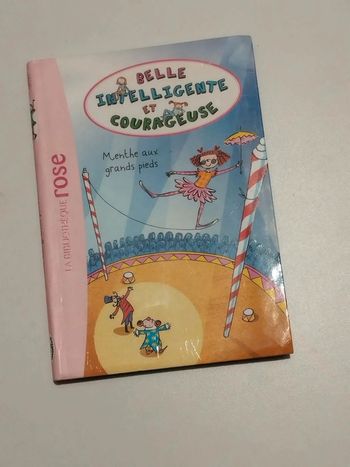 BELLE
INTELLIGENTE
ET
COURAGEUSE
Menthe aux
grands pieds
LA BIBLIOTHÈQUE rose